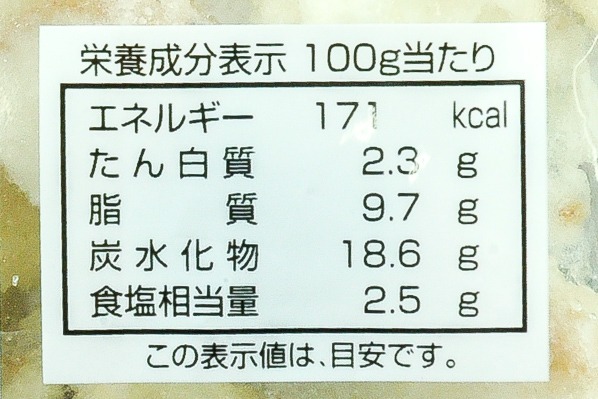 栄養成分表示 100g当たり
エネルギー 171 kcal
たん白質 2.3 g
脂質 9.7 g
炭水化物 18.6 g
食塩相当量 2.5 g
この表示値は、目安です。